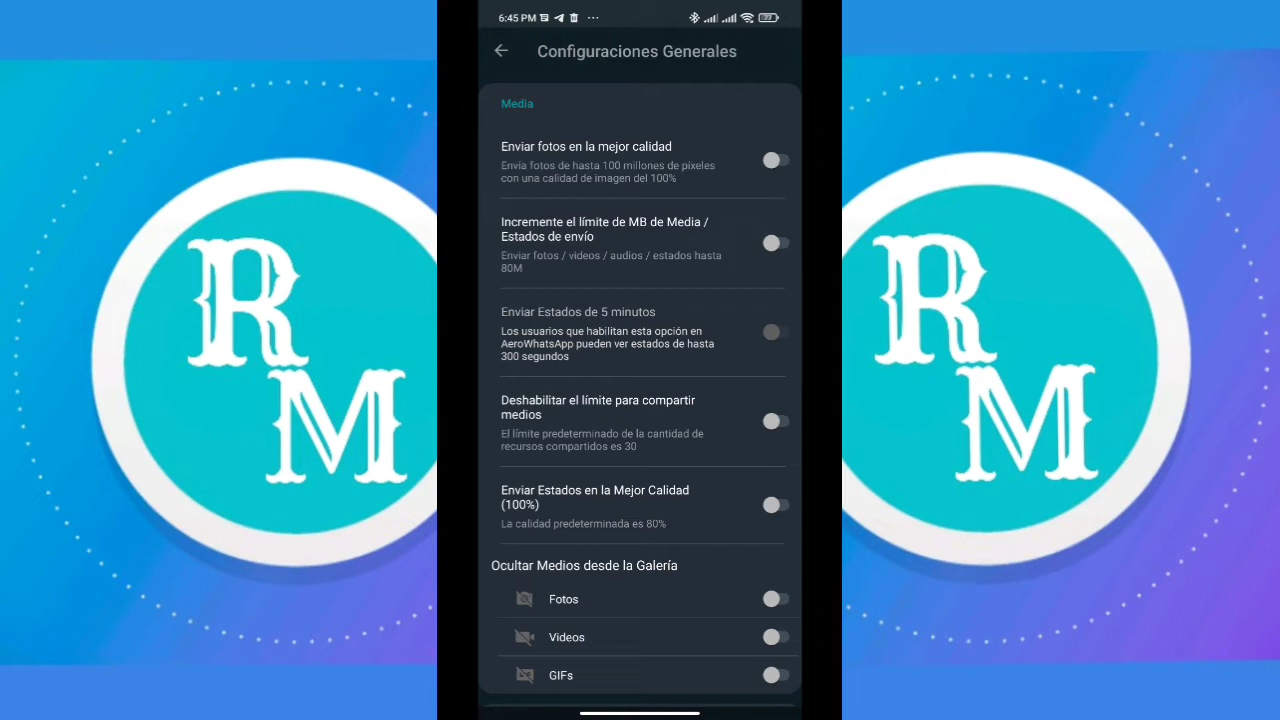 6:45 PM
77
Configuraciones Generales
Media
Enviar fotos en la mejor calidad
Envía fotos de hasta 100 millones de píxeles
con una calidad de imagen del 100%
Incremente el límite de MB de Media /
Estados de envío
Enviar fotos / videos / audios / estados hasta
80M
Enviar Estados de 5 minutos
Los usuarios que habilitan esta opción en
AeroWhatsApp pueden ver estados de hasta
300 segundos
Deshabilitar el límite para compartir
medios
El límite predeterminado de la cantidad de
recursos compartidos es 30
Enviar Estados en la Mejor Calidad
(100%)
La calidad predeterminada es 80%
Ocultar Medios desde la Galería
Fotos
Videos
GIFs
R
M
R
M